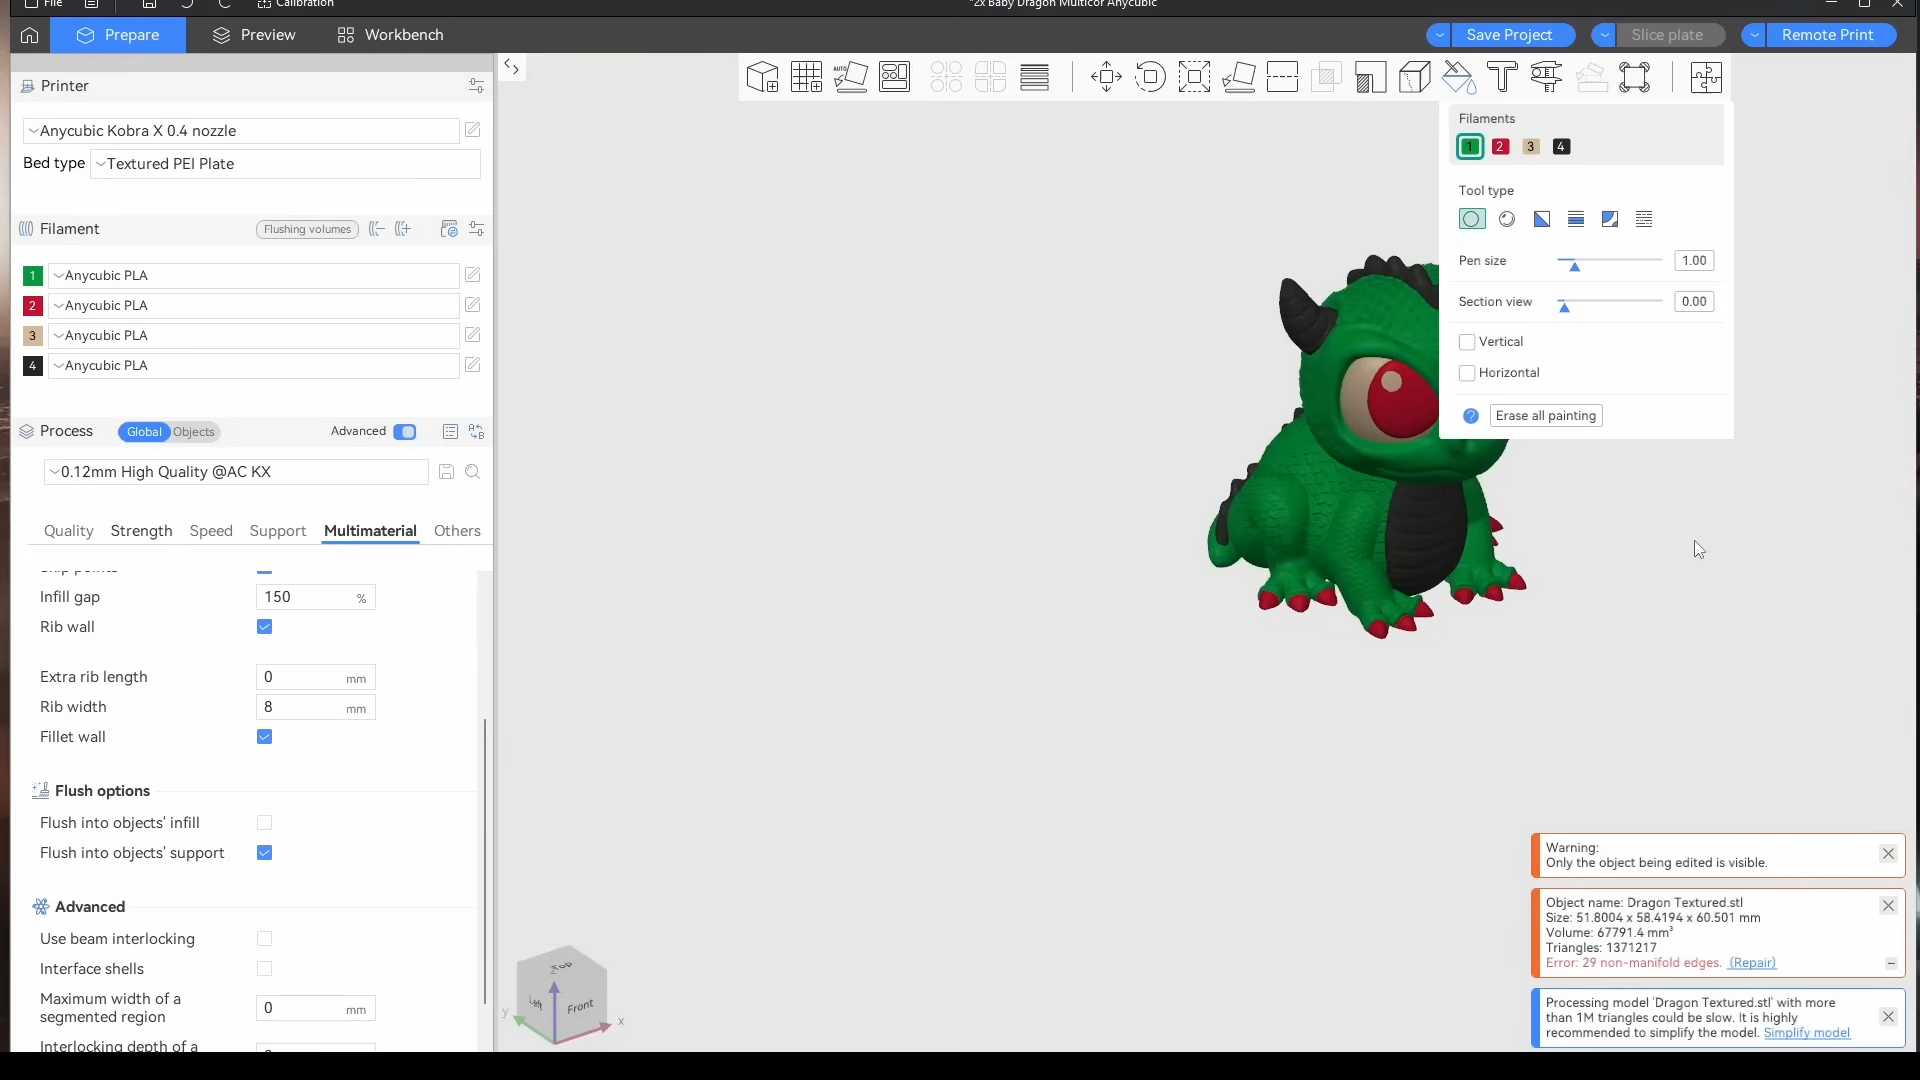 File
Calibration
*2x Baby Dragon Multicor Anycubic
Prepare
Preview
Workbench
Save Project
Slice plate
Remote Print
Printer
Anycubic Kobra X 0.4 nozzle
Bed type
Textured PEI Plate
Filament
Flushing volumes
1 Anycubic PLA
2 Anycubic PLA
3 Anycubic PLA
4 Anycubic PLA
Process
Global
Objects
Advanced
0.12mm High Quality @AC KX
Quality
Strength
Speed
Support
Multimaterial
Others
Skip points
Infill gap
150 %
Rib wall
Extra rib length
0 mm
Rib width
8 mm
Fillet wall
Flush options
Flush into objects' infill
Flush into objects' support
Advanced
Use beam interlocking
Interface shells
Maximum width of a
segmented region
0 mm
Interlocking depth of a
AUTO
Filaments
1 2 3 4
Tool type
Pen size
1.00
Section view
0.00
Vertical
Horizontal
? Erase all painting
Top
Left
Front
z
y
x
Warning:
Only the object being edited is visible.
Object name: Dragon Textured.stl
Size: 51.8004 x 58.4194 x 60.501 mm
Volume: 67791.4 mm³
Triangles: 1371217
Error: 29 non-manifold edges. (Repair)
Processing model 'Dragon Textured.stl' with more
than 1M triangles could be slow. It is highly
recommended to simplify the model. Simplify model